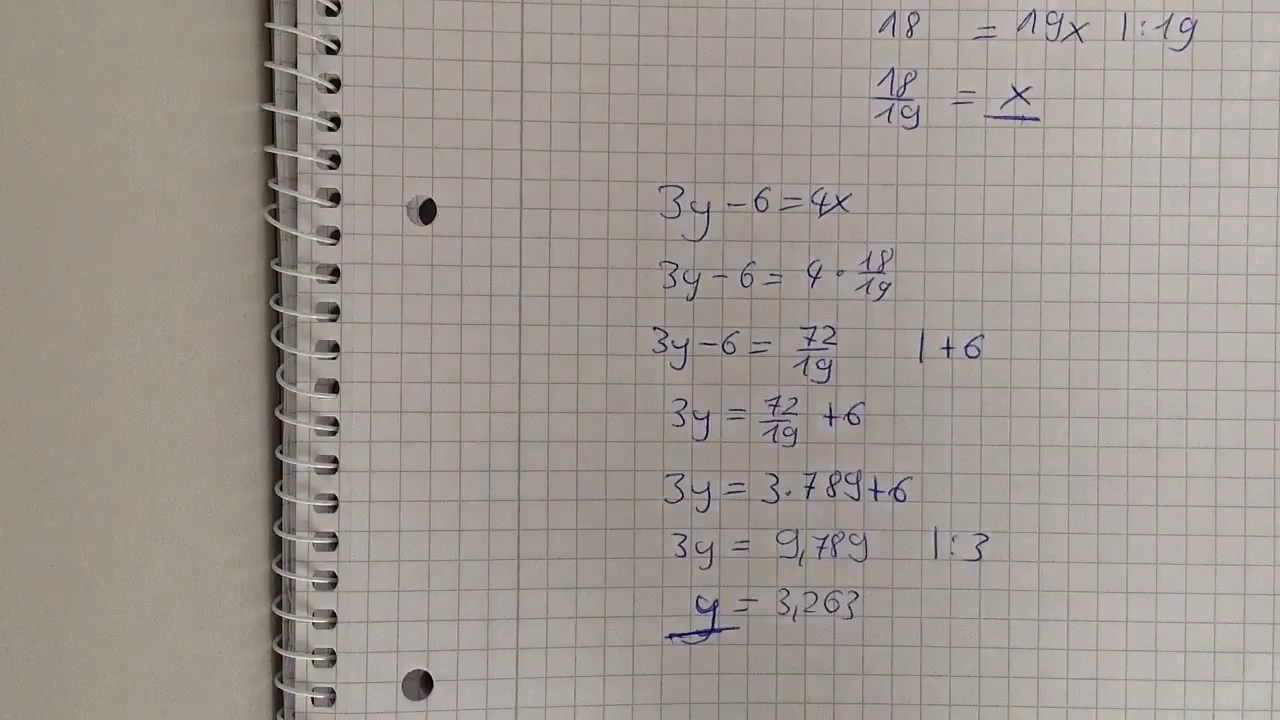 18 = 19x |:19
18/19 = x
3y - 6 = 4x
3y - 6 = 4 · 18/19
3y - 6 = 72/19 | + 6
3y = 72/19 + 6
3y = 3.789 + 6
3y = 9,789 |:3
y = 3,263